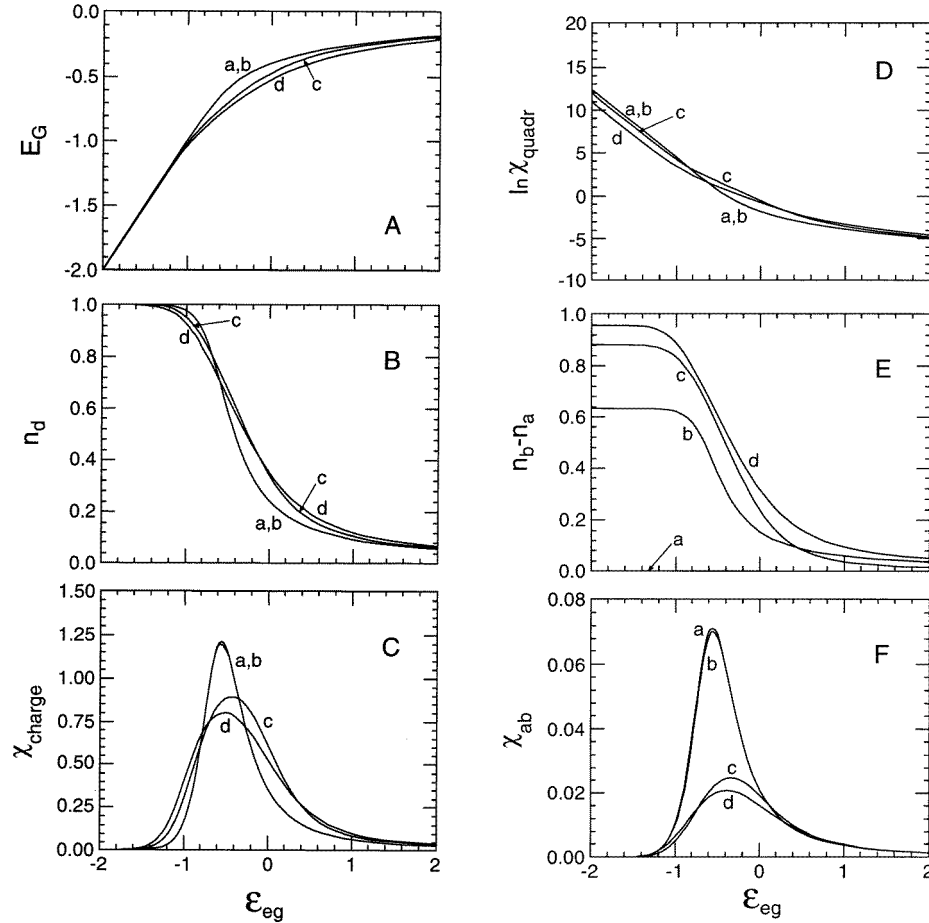 0.0
-0.5
-1.0
-1.5
-2.0
E_G
a,b
c
d
A
1.0
0.8
0.6
0.4
0.2
0.0
n_d
c
d
c
d
a,b
B
1.50
1.25
1.00
0.75
0.50
0.25
0.00
χ_charge
a,b
c
d
C
-2
-1
0
1
2
ε_eg
20
15
10
5
0
-5
-10
ln χ_quadr
a,b
c
d
c
a,b
D
1.0
0.8
0.6
0.4
0.2
0.0
n_b-n_a
c
b
d
a
E
0.08
0.06
0.04
0.02
0.00
χ_ab
a
b
c
d
F
-2
-1
0
1
2
ε_eg